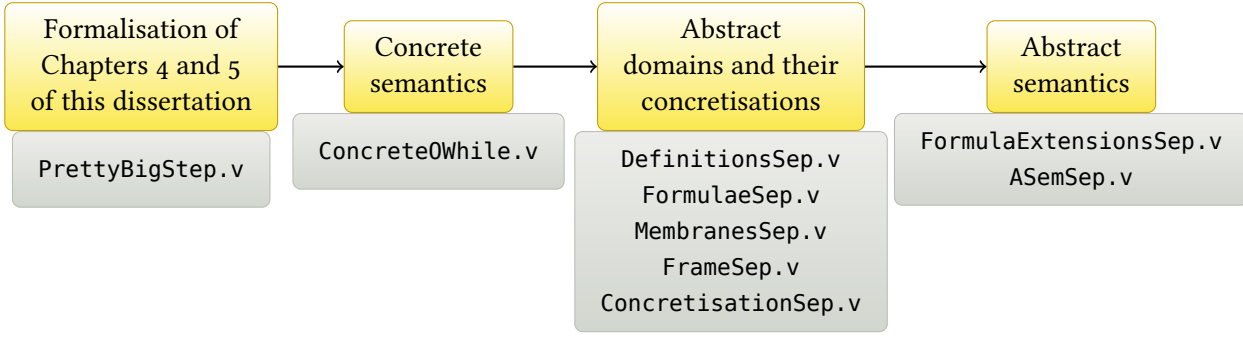 Formalisation of
Chapters 4 and 5
of this dissertation
PrettyBigStep.v
Concrete
semantics
ConcreteOWhile.v
Abstract
domains and their
concretisations
DefinitionsSep.v
FormulaeSep.v
MembranesSep.v
FrameSep.v
ConcretisationSep.v
Abstract
semantics
FormulaExtensionsSep.v
ASemSep.v